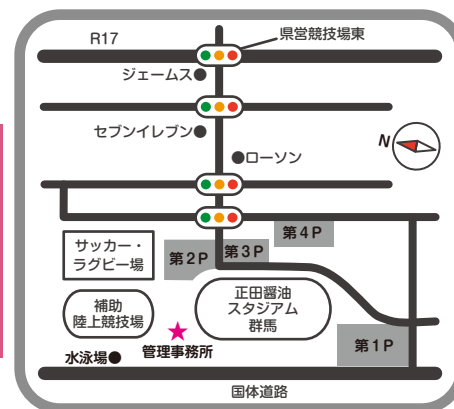 R17
県営競技場東
ジェームス
セブンイレブン
ローソン
N
第4P
サッカー・
ラグビー場
第2P
第3P
補助
陸上競技場
正田醤油
スタジアム
群馬
管理事務所
水泳場
第1P
国体道路